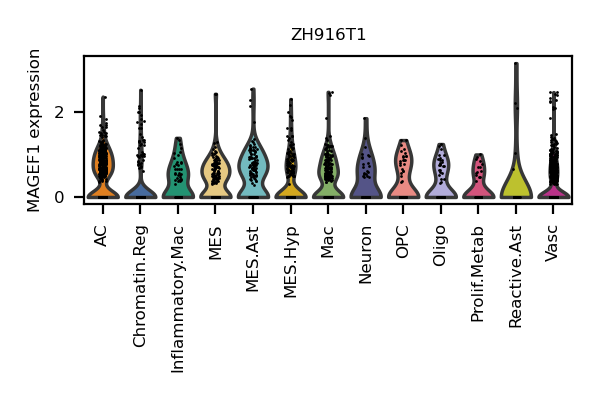 ZH916T1
MAGEF1 expression
2
0
AC
Chromatin.Reg
Inflammatory.Mac
MES
MES.Ast
MES.Hyp
Mac
Neuron
OPC
Oligo
Prolif.Metab
Reactive.Ast
Vasc